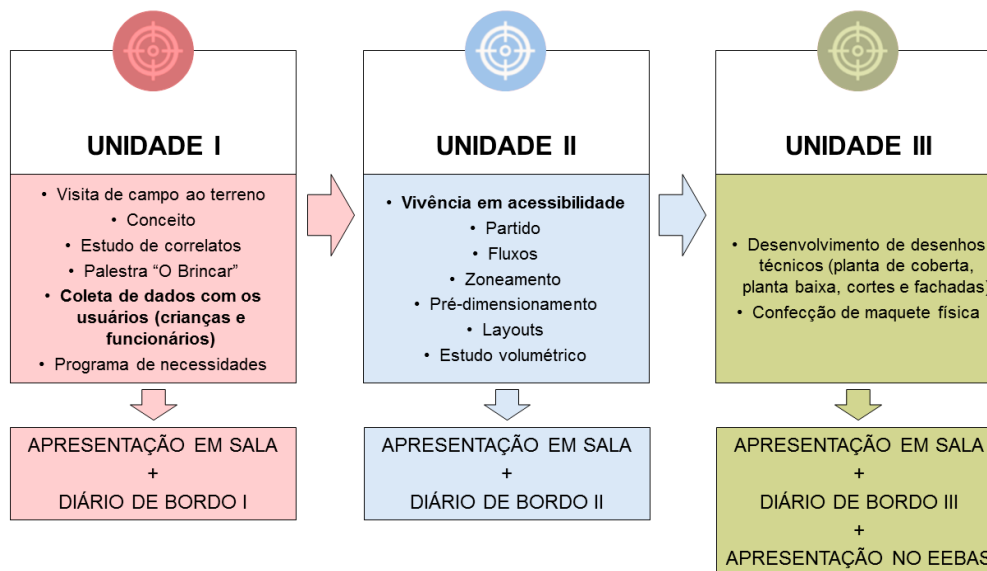 UNIDADE I
• Visita de campo ao terreno
• Conceito
• Estudo de correlatos
• Palestra “O Brincar”
• Coleta de dados com os
usuários (crianças e
funcionários)
• Programa de necessidades
APRESENTAÇÃO EM SALA
+
DIÁRIO DE BORDO I
UNIDADE II
• Vivência em acessibilidade
• Partido
• Fluxos
• Zoneamento
• Pré-dimensionamento
• Layouts
• Estudo volumétrico
APRESENTAÇÃO EM SALA
+
DIÁRIO DE BORDO II
UNIDADE III
• Desenvolvimento de desenhos
técnicos (planta de coberta,
planta baixa, cortes e fachadas)
• Confecção de maquete física
APRESENTAÇÃO EM SALA
+
DIÁRIO DE BORDO III
+
APRESENTAÇÃO NO EEBAS